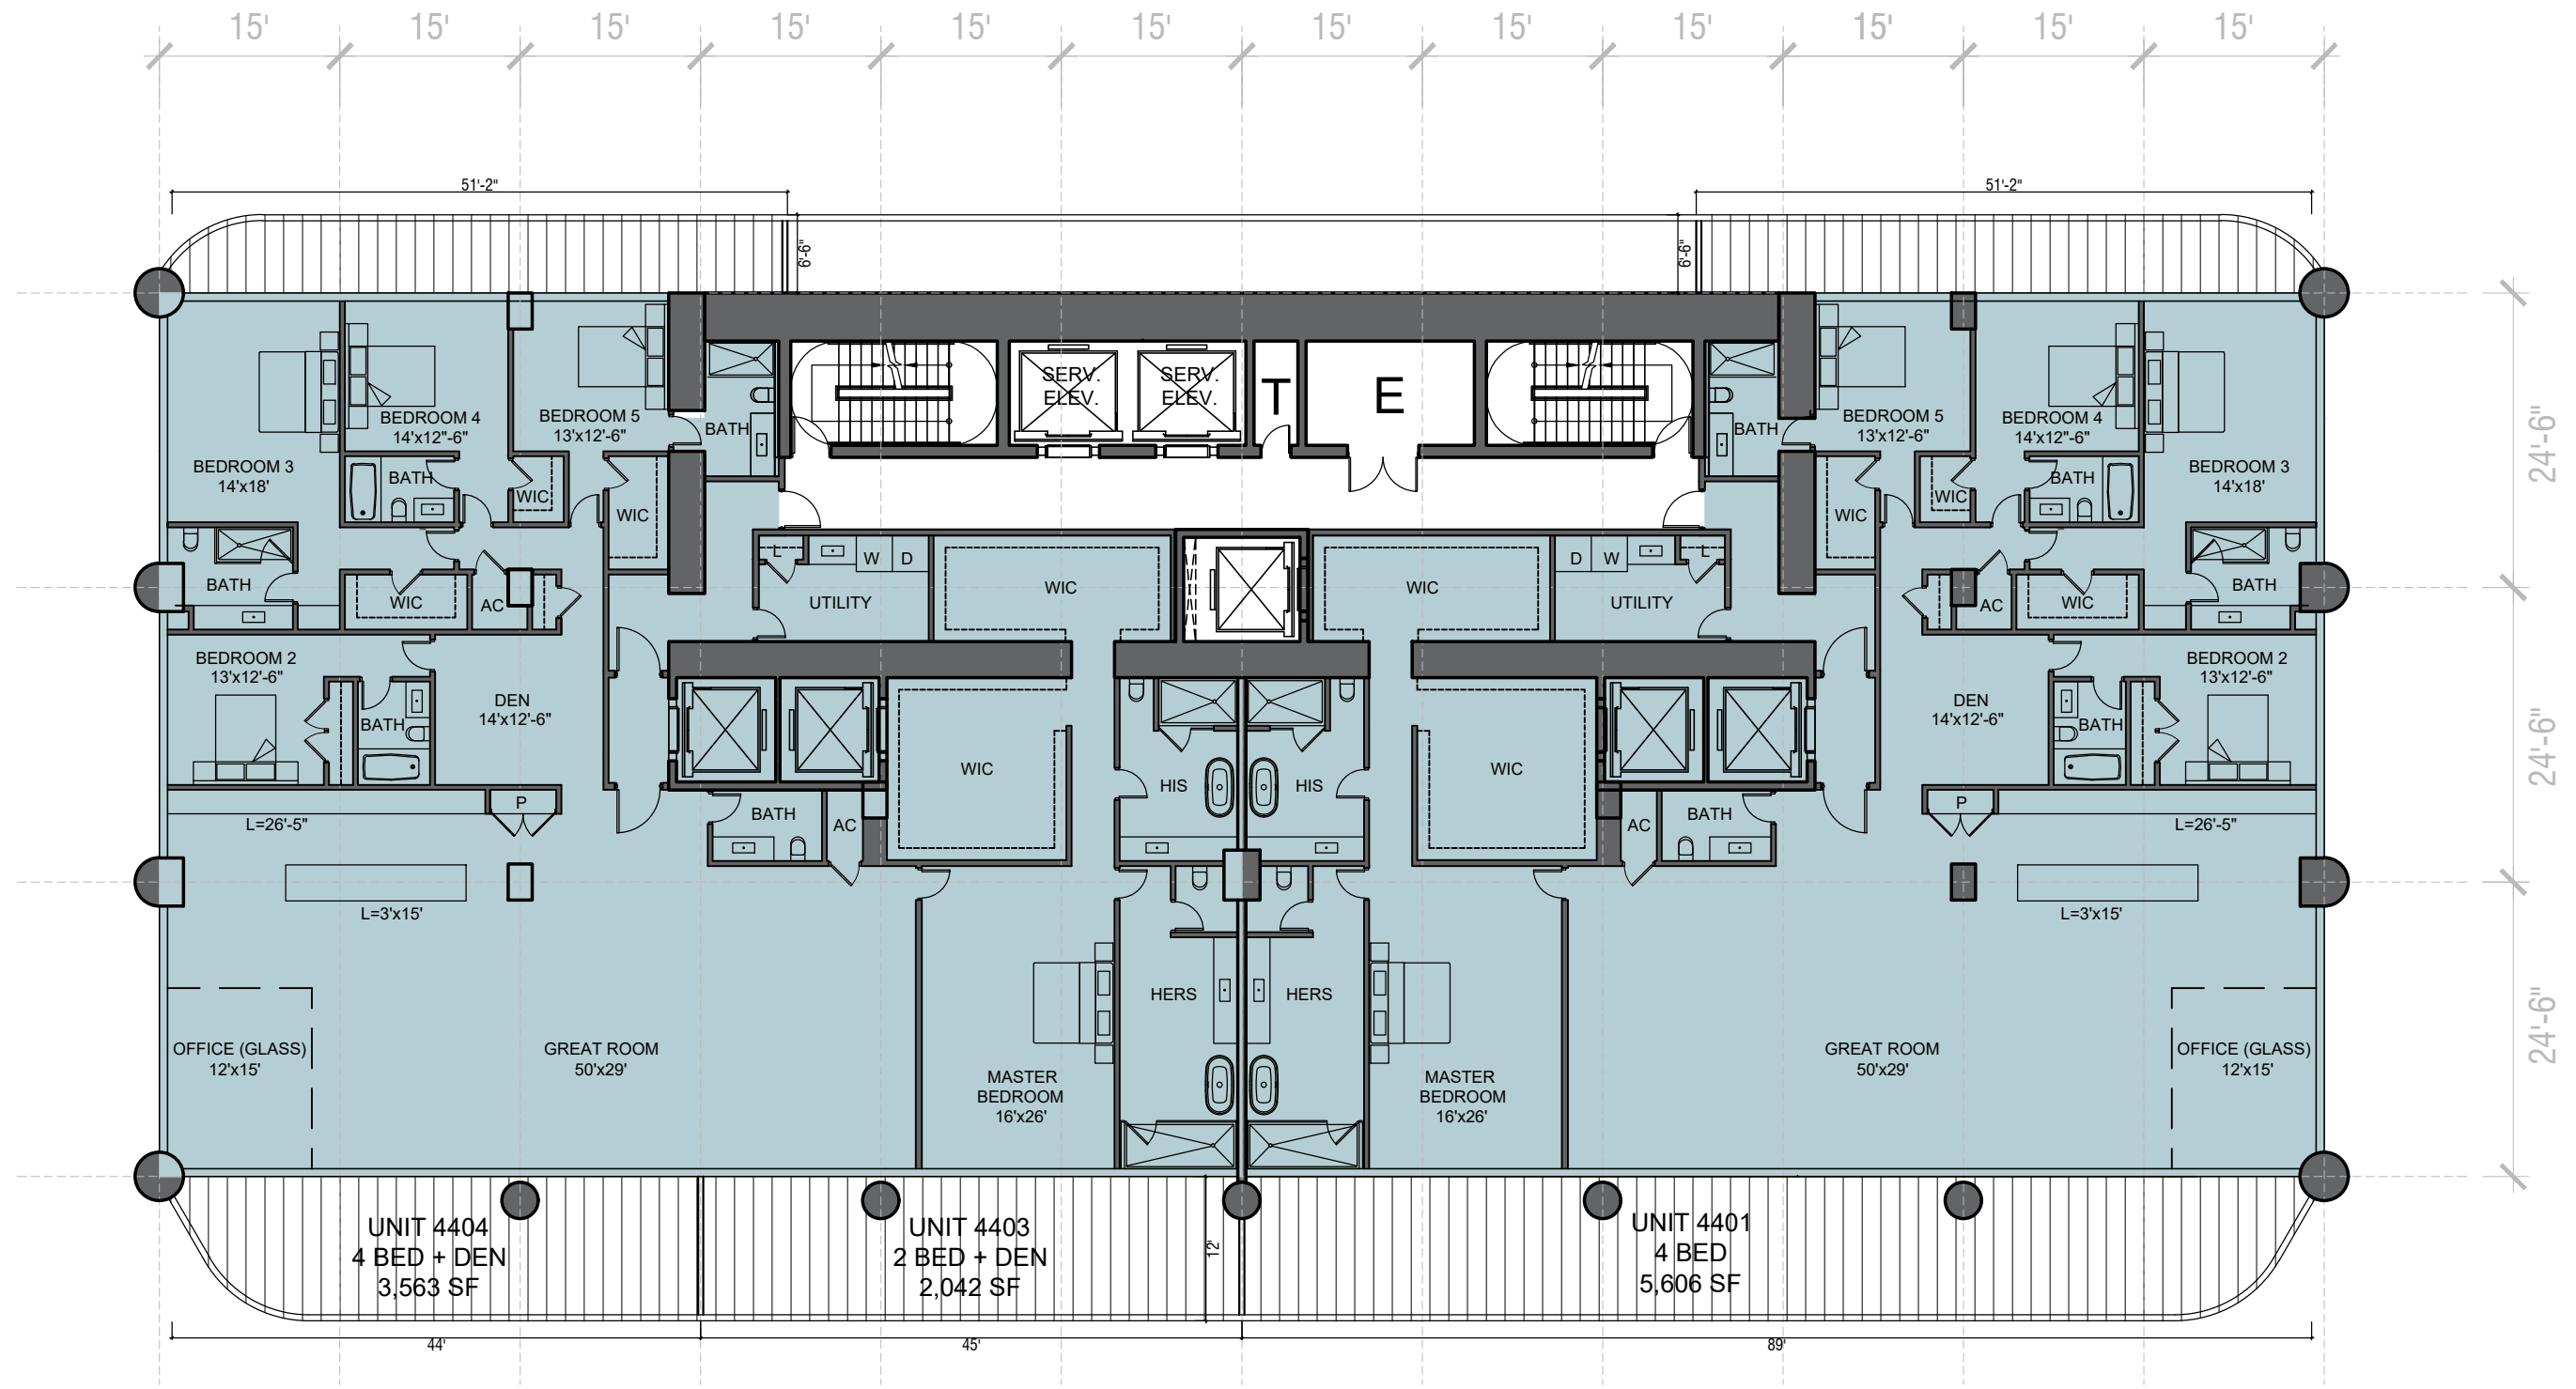 15' 15' 15' 15' 15' 15' 15' 15' 15' 15' 15' 15'
51'-2" 51'-2"
6'-6" 6'-6"
SERV. SERV.
ELEV. ELEV.
T E
BEDROOM 4 BEDROOM 5 BEDROOM 5 BEDROOM 4
14'x12"-6" 13'x12'-6" 13'x12'-6" 14'x12"-6"
BATH BATH
24'-6"
BEDROOM 3 BEDROOM 3
14'x18' 14'x18'
BATH BATH
WIC WIC
WIC WIC
L W D D W L
BATH WIC WIC BATH
WIC AC UTILITY UTILITY AC WIC
BEDROOM 2 BEDROOM 2
13'x12'-6" 13'x12'-6"
DEN DEN
14'x12'-6" 14'x12'-6"
BATH BATH
24'-6"
WIC WIC
HIS HIS
P P
L=26'-5" BATH AC AC BATH L=26'-5"
L=3'x15' L=3'x15'
HERS HERS
24'-6"
OFFICE (GLASS) GREAT ROOM GREAT ROOM OFFICE (GLASS)
12'x15' 50'x29' 50'x29' 12'x15'
MASTER MASTER
BEDROOM BEDROOM
16'x26' 16'x26'
UNIT 4404
4 BED + DEN
3,563 SF
UNIT 4403
2 BED + DEN
2,042 SF
12'
UNIT 4401
4 BED
5,606 SF
44' 45' 89'